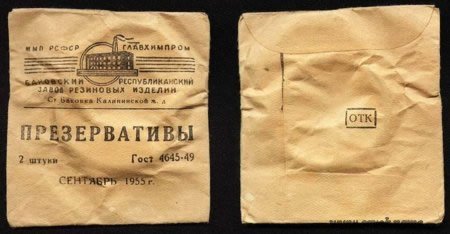 ММП РСФСР ГЛАВХИМПРОМ
БАКОВСКИЙ РЕСПУБЛИКАНСКИЙ
ЗАВОД РЕЗИНОВЫХ ИЗДЕЛИЙ
Ст. Баковка Калининской ж. д.
ПРЕЗЕРВАТИВЫ
2 штуки Гост 4645-49
СЕНТЯБРЬ 1955 г.
ОТК